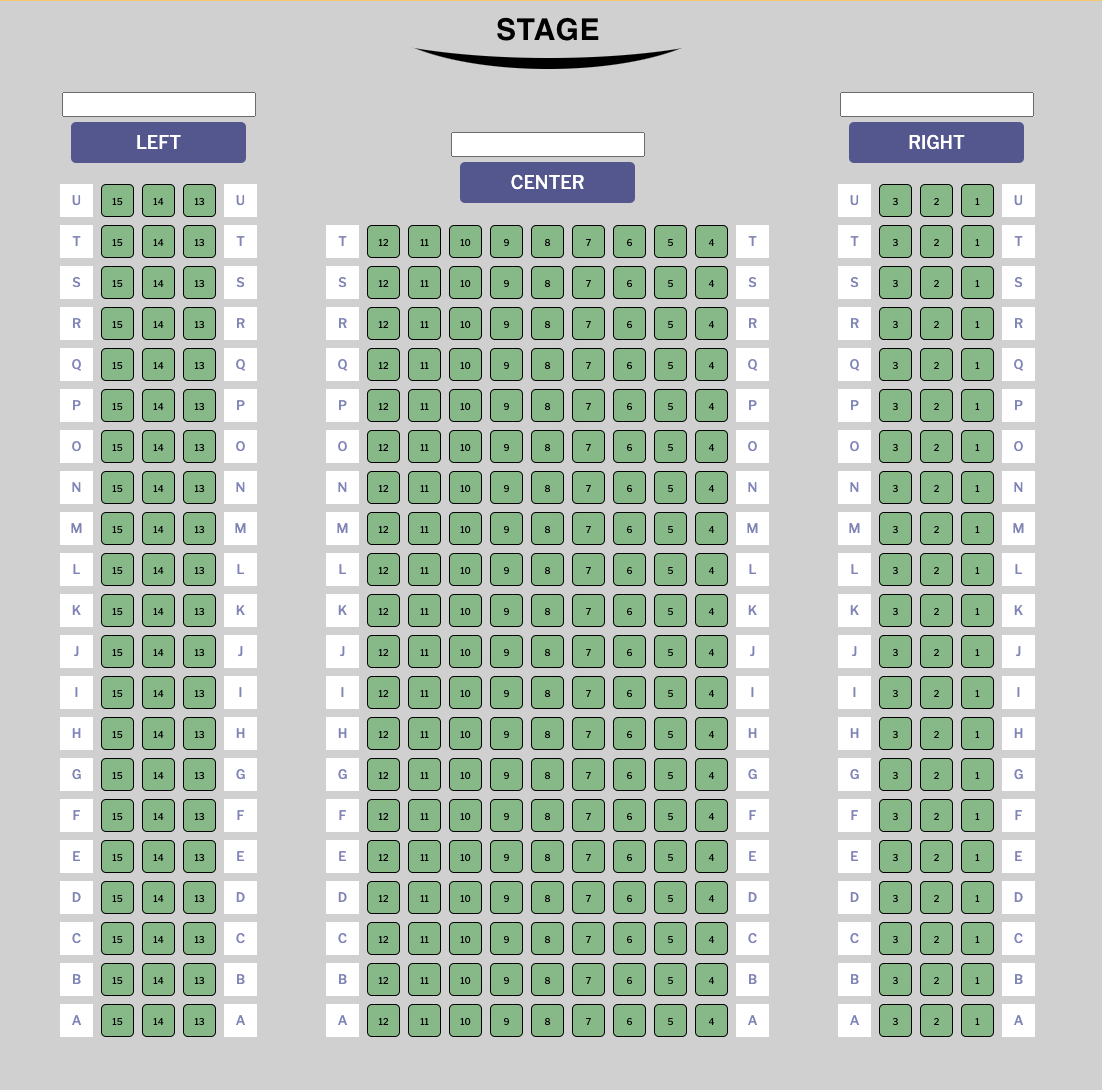 STAGE
LEFT RIGHT
CENTER
U 15 14 13 U U 3 2 1 U
T 15 14 13 T T 12 11 10 9 8 7 6 5 4 T T 3 2 1 T
S 15 14 13 S S 12 11 10 9 8 7 6 5 4 S S 3 2 1 S
R 15 14 13 R R 12 11 10 9 8 7 6 5 4 R R 3 2 1 R
Q 15 14 13 Q Q 12 11 10 9 8 7 6 5 4 Q Q 3 2 1 Q
P 15 14 13 P P 12 11 10 9 8 7 6 5 4 P P 3 2 1 P
O 15 14 13 O O 12 11 10 9 8 7 6 5 4 O O 3 2 1 O
N 15 14 13 N N 12 11 10 9 8 7 6 5 4 N N 3 2 1 N
M 15 14 13 M M 12 11 10 9 8 7 6 5 4 M M 3 2 1 M
L 15 14 13 L L 12 11 10 9 8 7 6 5 4 L L 3 2 1 L
K 15 14 13 K K 12 11 10 9 8 7 6 5 4 K K 3 2 1 K
J 15 14 13 J J 12 11 10 9 8 7 6 5 4 J J 3 2 1 J
I 15 14 13 I I 12 11 10 9 8 7 6 5 4 I I 3 2 1 I
H 15 14 13 H H 12 11 10 9 8 7 6 5 4 H H 3 2 1 H
G 15 14 13 G G 12 11 10 9 8 7 6 5 4 G G 3 2 1 G
F 15 14 13 F F 12 11 10 9 8 7 6 5 4 F F 3 2 1 F
E 15 14 13 E E 12 11 10 9 8 7 6 5 4 E E 3 2 1 E
D 15 14 13 D D 12 11 10 9 8 7 6 5 4 D D 3 2 1 D
C 15 14 13 C C 12 11 10 9 8 7 6 5 4 C C 3 2 1 C
B 15 14 13 B B 12 11 10 9 8 7 6 5 4 B B 3 2 1 B
A 15 14 13 A A 12 11 10 9 8 7 6 5 4 A A 3 2 1 A